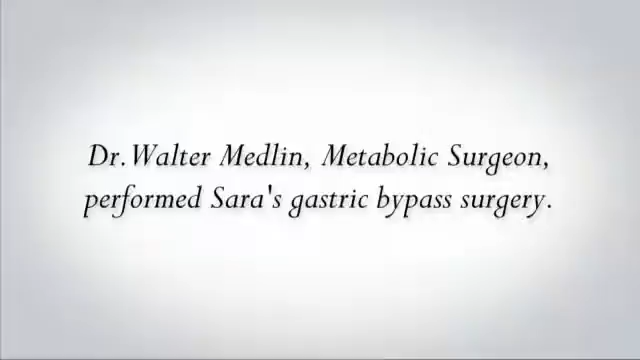 Dr. Walter Medlin, Metabolic Surgeon,
performed Sara's gastric bypass surgery.